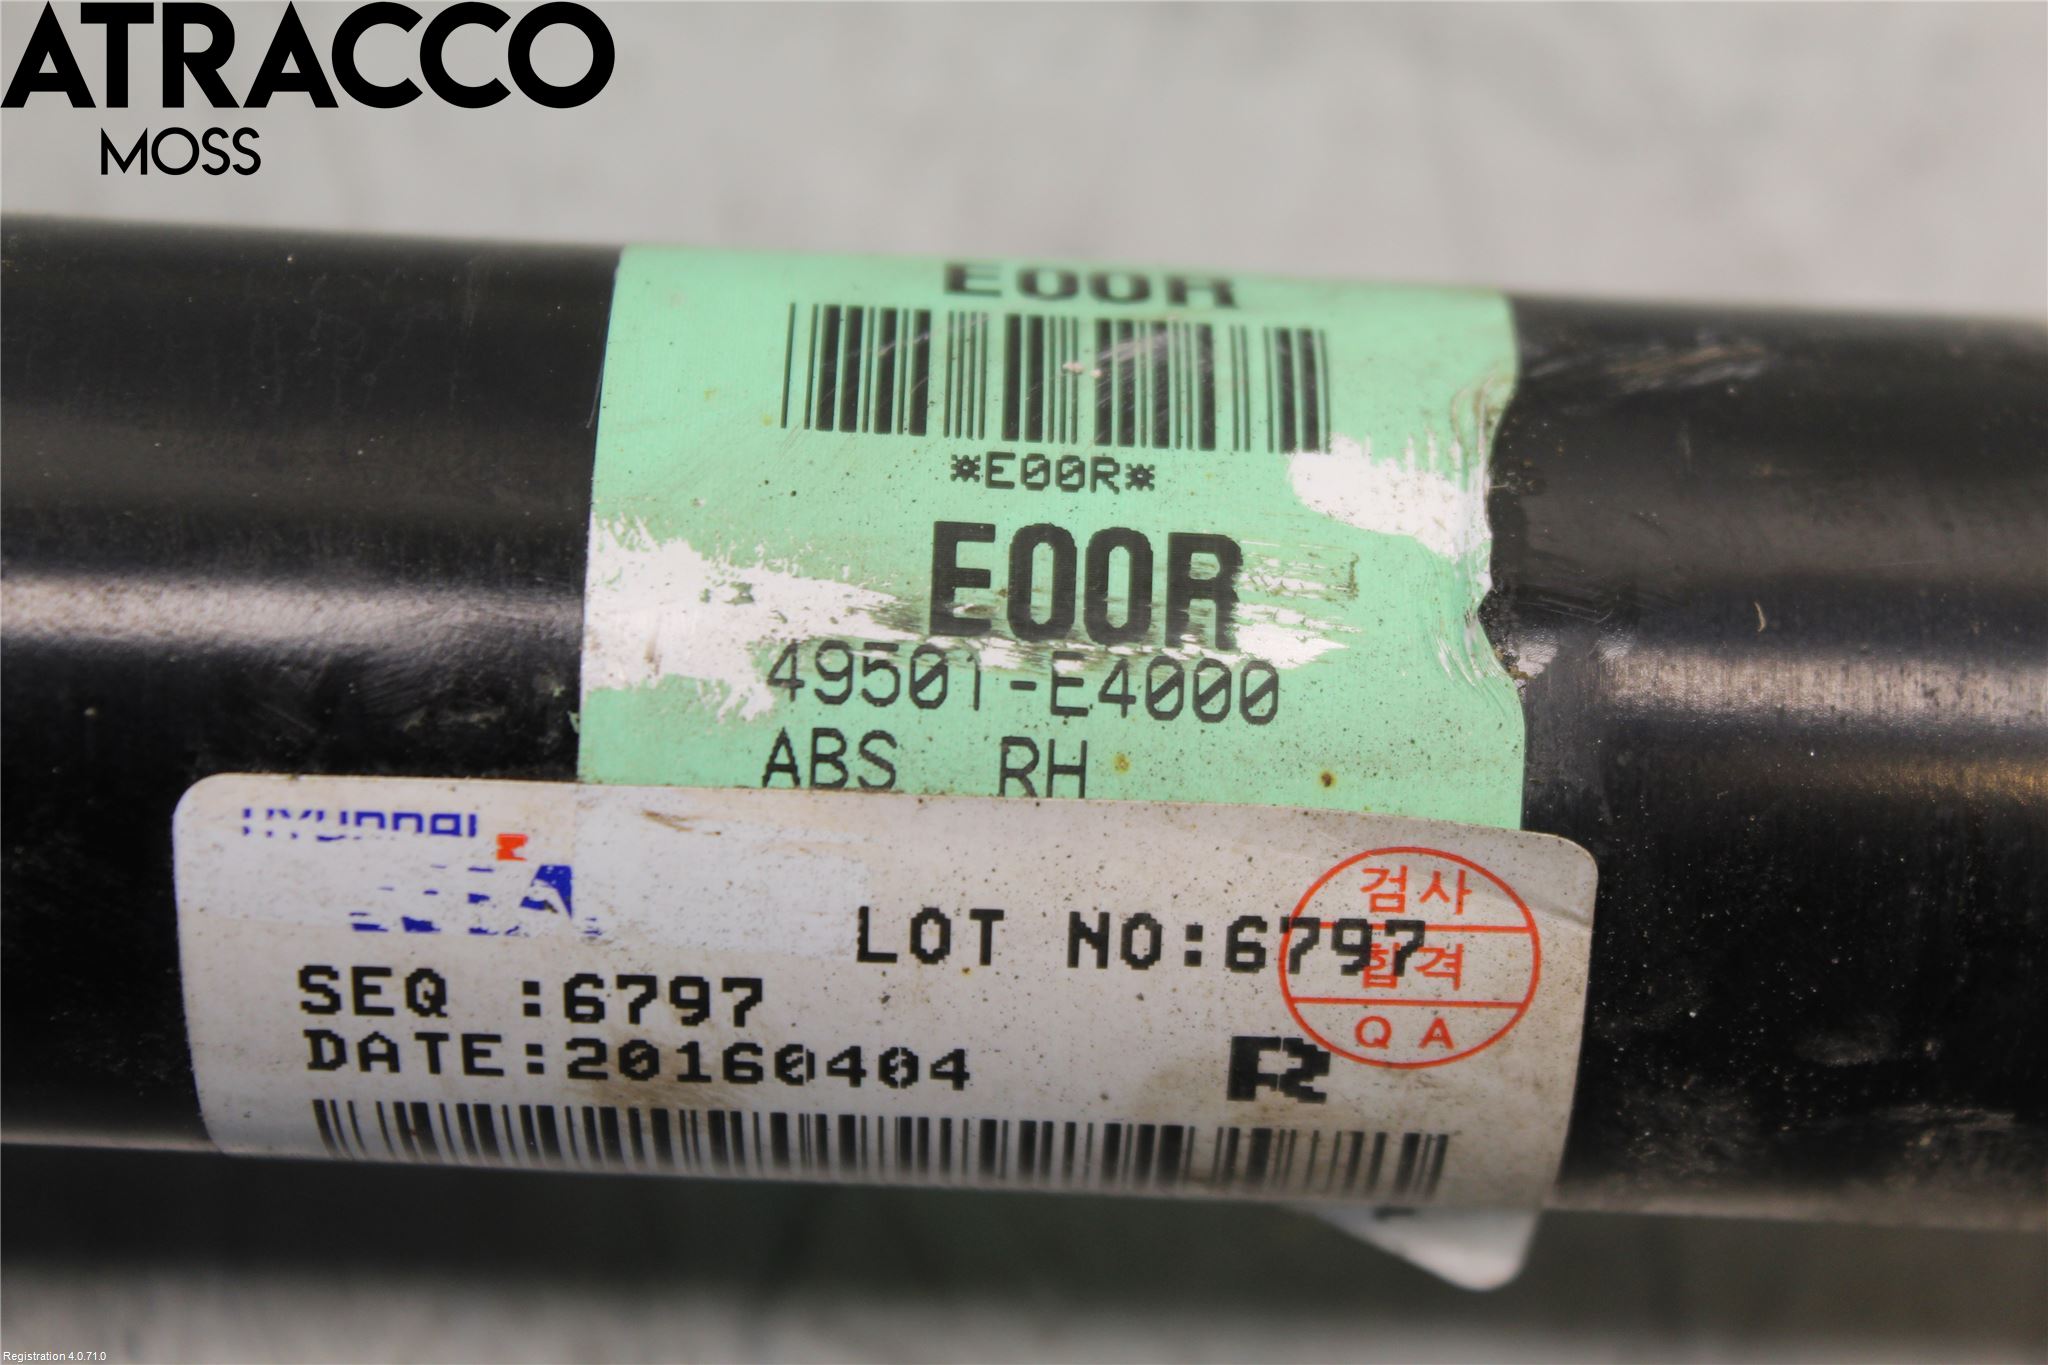 ATRACCO
MOSS
E00R
*E00R*
E00R
49501-E4000
ABS RH
HYUNDAI
LOT NO:6797
SEQ :6797
DATE:20160404
R
검사
합격
QA
Registration 4.0.71.0